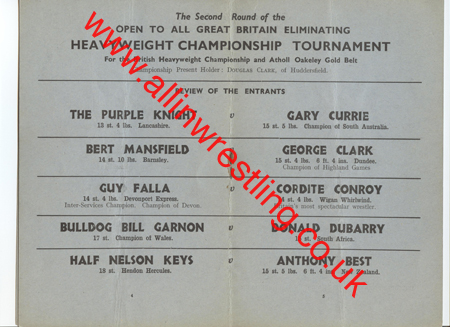 The Second Round of the
OPEN TO ALL GREAT BRITAIN ELIMINATING
HEAVYWEIGHT CHAMPIONSHIP TOURNAMENT
For the British Heavyweight Championship and Atholl Oakeley Gold Belt
Championship Present Holder: DOUGLAS CLARK, of Huddersfield.
REVIEW OF THE ENTRANTS
THE PURPLE KNIGHT v GARY CURRIE
15 st. 4 lbs. Lancashire. 15 st. 5 lbs. Champion of South Australia.
BERT MANSFIELD GEORGE CLARK
14 st. 10 lbs. Barnsley. 15 st. 4 lbs. 6 ft. 4 ins. Dundee.
Champion of Highland Games
GUY FALLA v CORDITE CONROY
14 st. 4 lbs. Devonport Express. st. 4 lbs. Wigan Whirlwind.
Inter-Services Champion. Champion of Devon. most spectacular wrestler.
BULLDOG BILL GARNON v DONALD DUBARRY
17 st. Champion of Wales. st. South Africa.
HALF NELSON KEYS v ANTHONY BEST
18 st. Hendon Hercules. 15 st. 5 lbs. 6 ft. 4 ins. New Zealand.
4 5
www.allinwrestling.co.uk